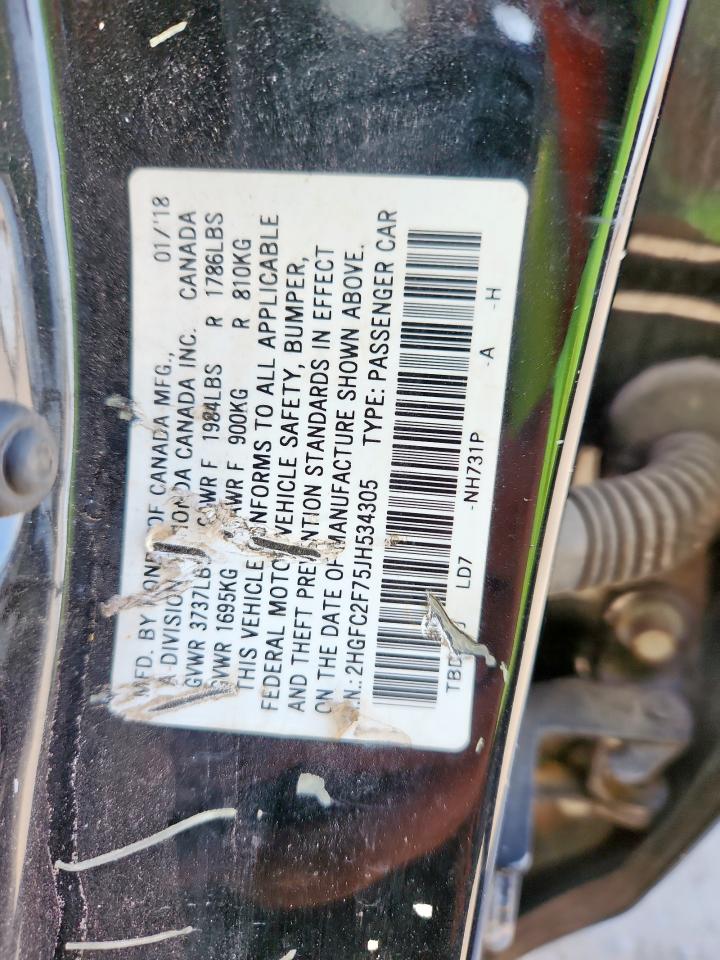 MFD. BY HOND OF CANADA MFG., 01/'18
A DIVISION HONDA CANADA INC. CANADA
GVWR 3737LBS GAWR F 1984LBS R 1786LBS
GVWR 1695KG GAWR F 900KG R 810KG
THIS VEHICLE CONFORMS TO ALL APPLICABLE
FEDERAL MOTOR VEHICLE SAFETY, BUMPER,
AND THEFT PREVENTION STANDARDS IN EFFECT
ON THE DATE OF MANUFACTURE SHOWN ABOVE.
V.I.N.: 2HGFC2F75JH534305 TYPE: PASSENGER CAR
LD7 -NH731P -A -H